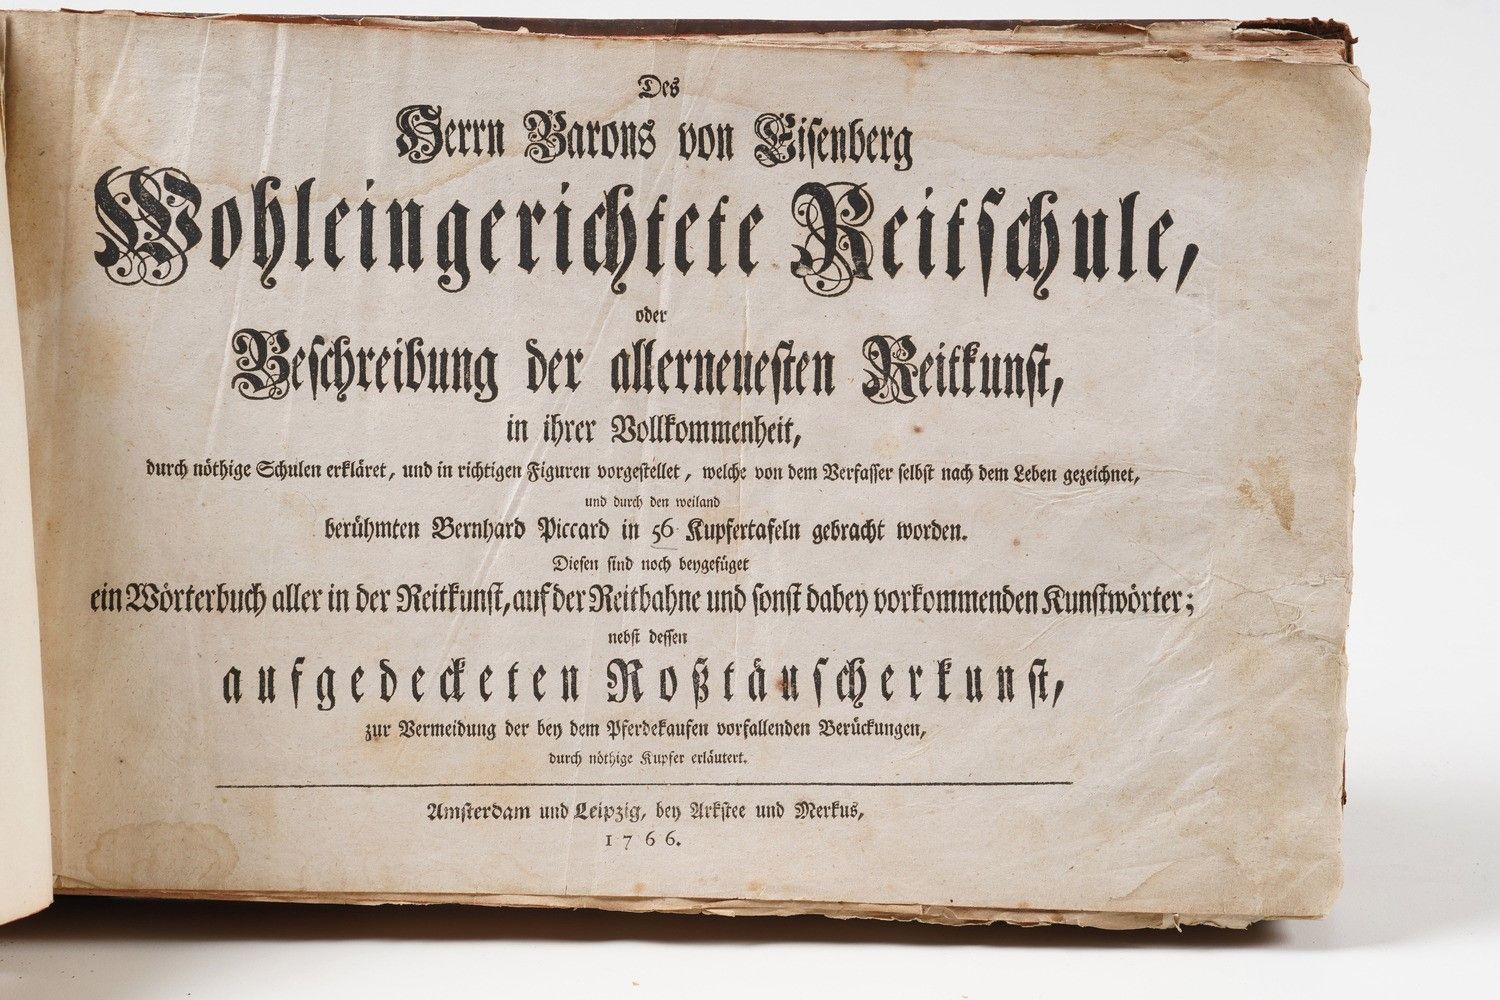 Des
Herrn Barons von Eisenberg
Wohleingerichtete Reitschule,
oder
Beschreibung der allerneuesten Reitkunst,
in ihrer Vollkommenheit,
durch nöthige Schulen erkläret, und in richtigen Figuren vorgestellet, welche von dem Verfasser selbst nach dem Leben gezeichnet,
und durch den weiland
berühmten Bernhard Piccard in 56 Kupfertafeln gebracht worden.
Diesen sind noch beygefüget
ein Wörterbuch aller in der Reitkunst, auf der Reitbahne und sonst dabey vorkommenden Kunstwörter;
nebst dessen
aufgedecketen Roßtäuscherkunst,
zur Vermeidung der bey dem Pferdekaufen vorfallenden Berückungen,
durch nöthige Kupfer erläutert.
Amsterdam und Leipzig, bey Arkstee und Merkus,
1766.